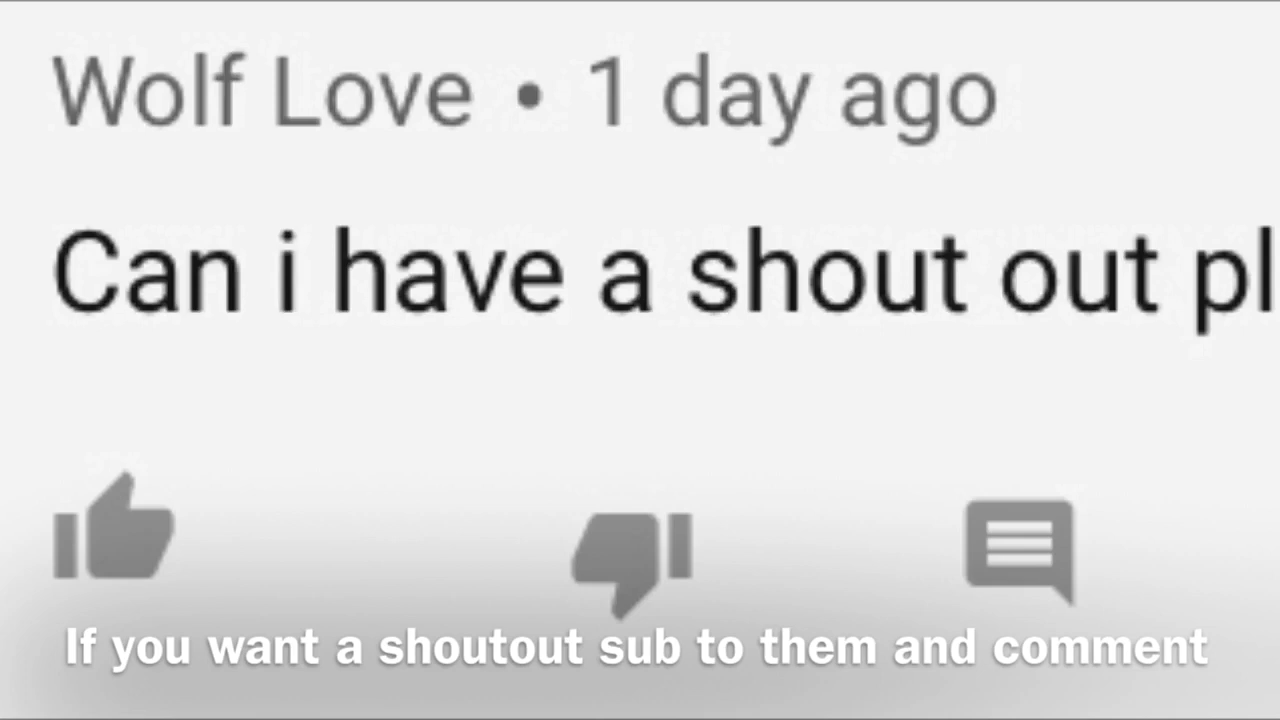 Wolf Love • 1 day ago
Can i have a shout out pl
If you want a shoutout sub to them and comment